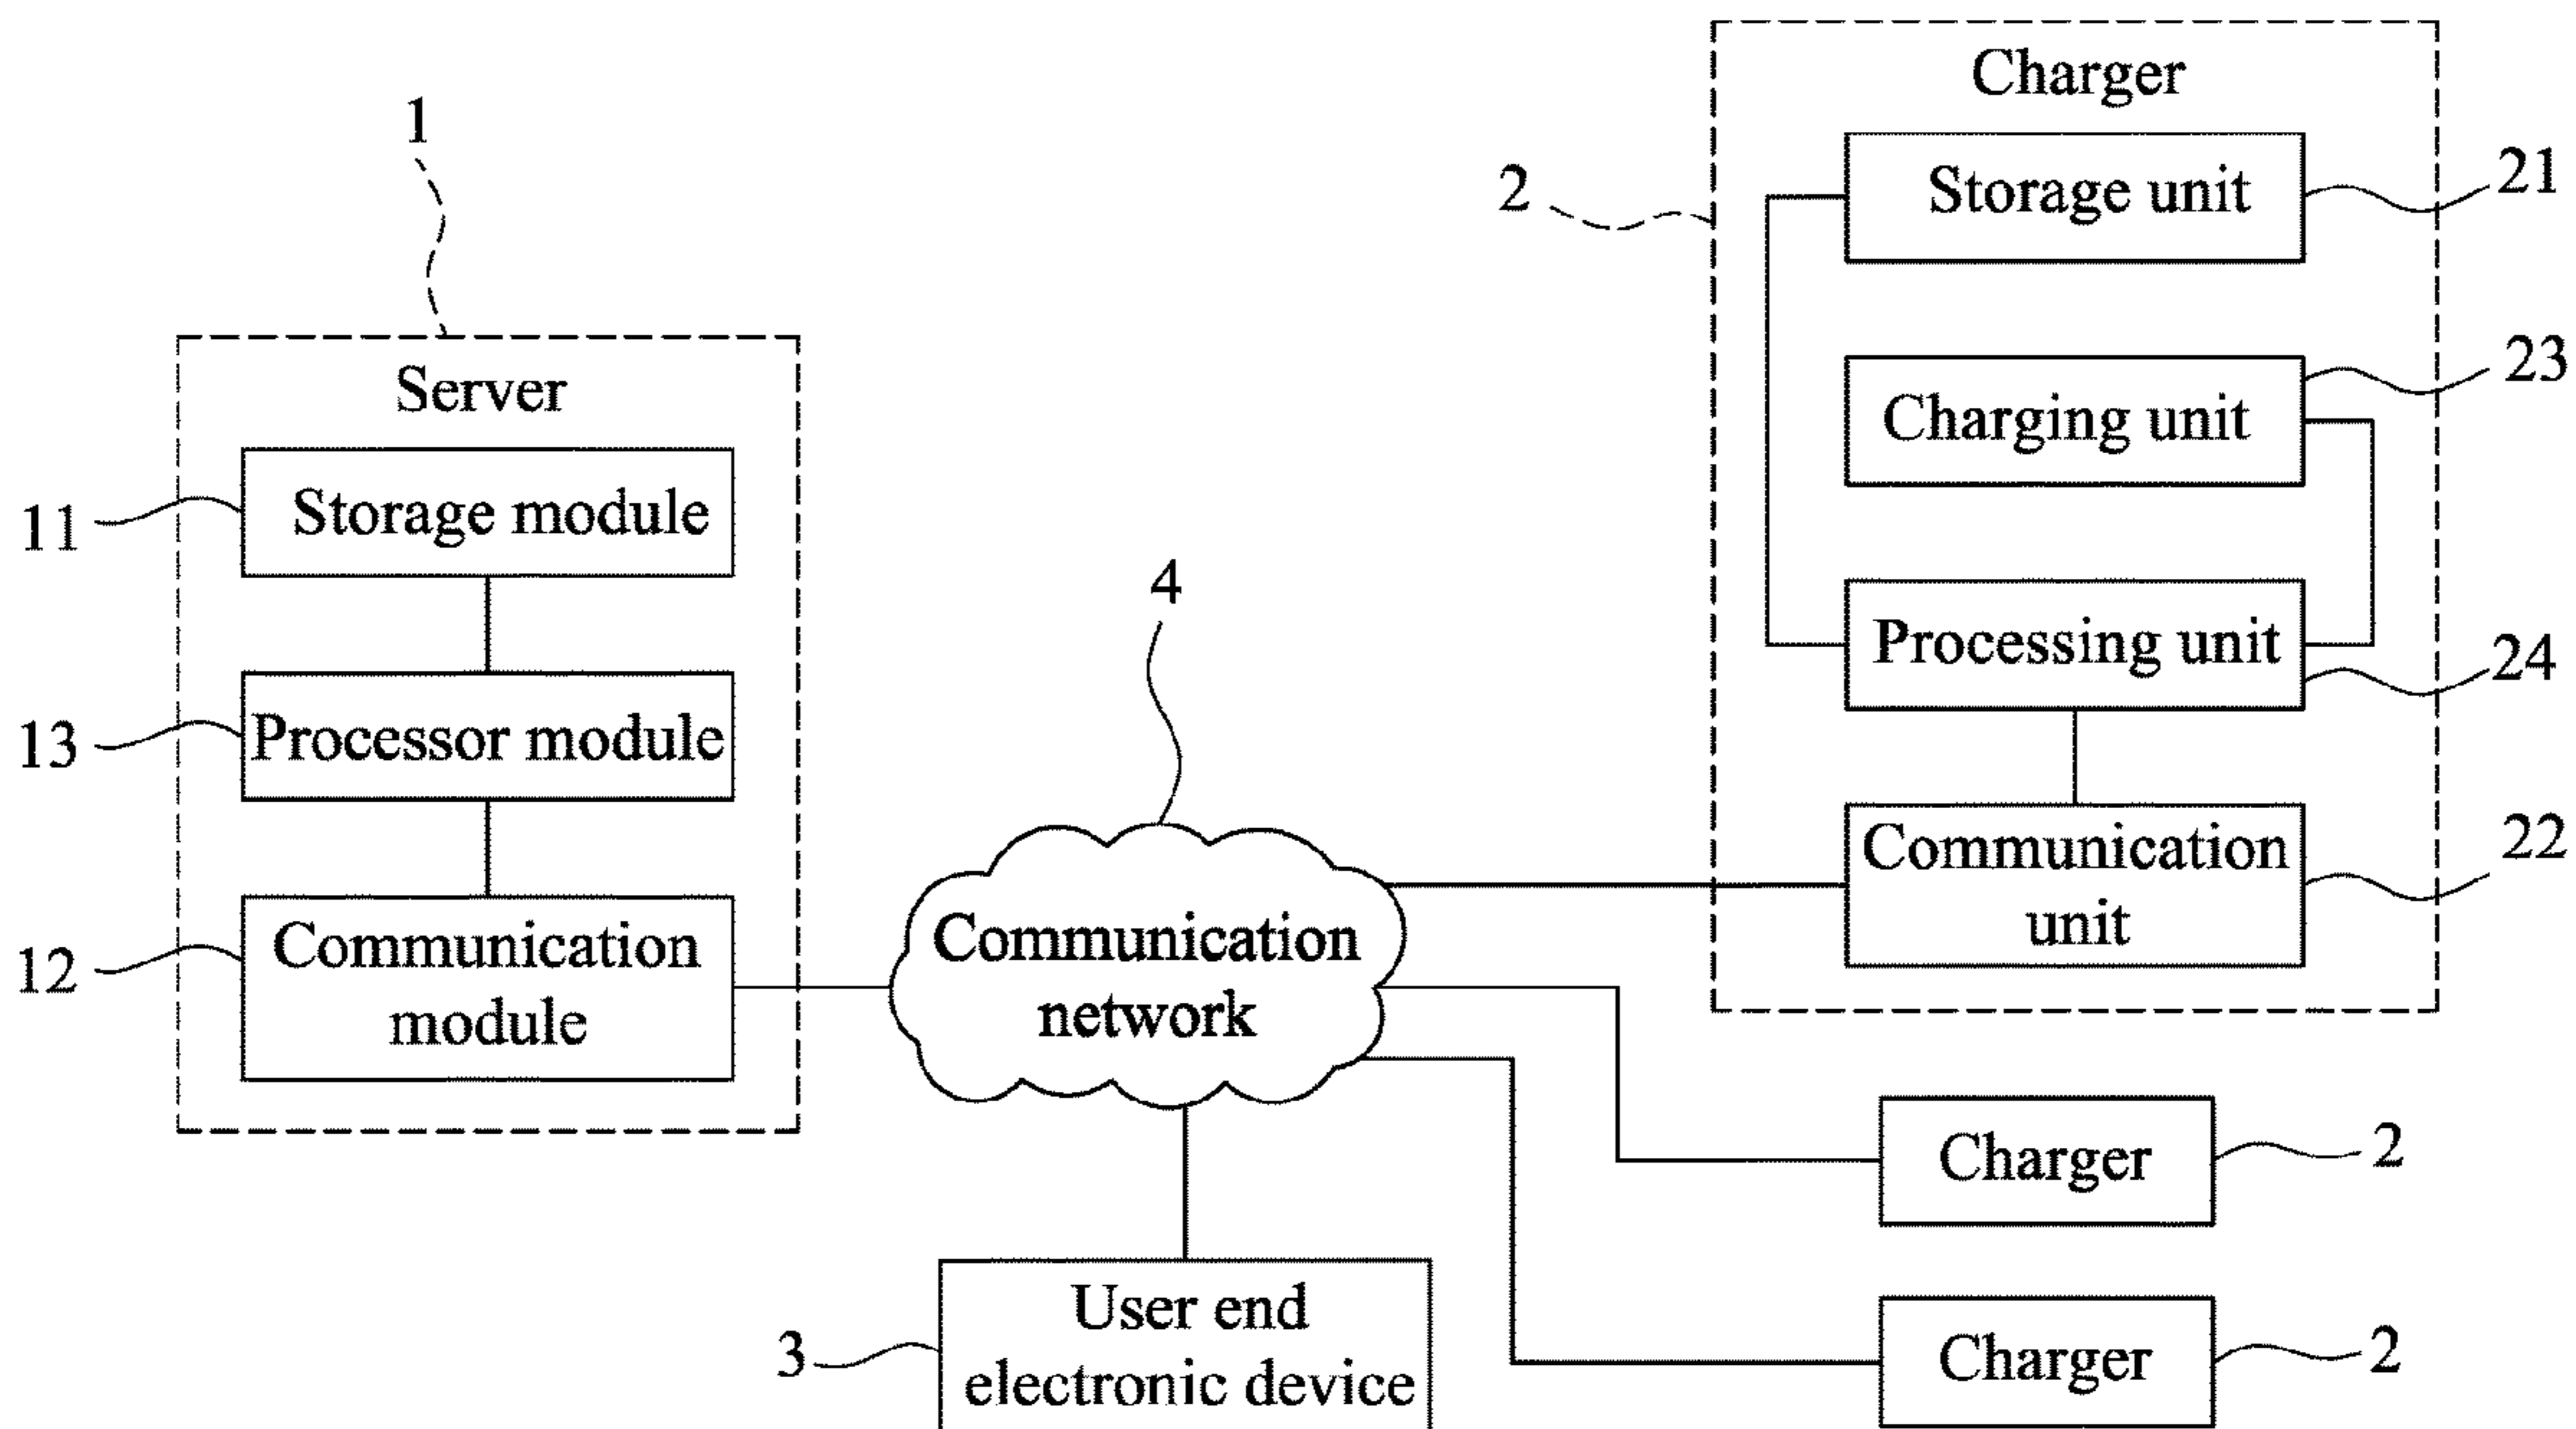 1
Server
11
Storage module
13
Processor module
12
Communication
module
4
Communication
network
3
User end
electronic device
2
Charger
Storage unit
21
Charging unit
23
Processing unit
24
Communication
unit
22
Charger
2
Charger
2